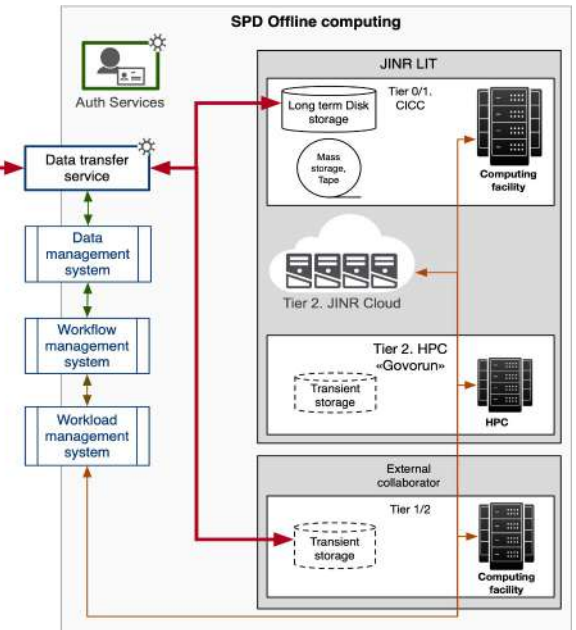 SPD Offline computing
Auth Services
Data transfer
service
Data
management
system
Workflow
management
system
Workload
management
system
JINR LIT
Tier 0/1.
CICC
Long term Disk
storage
Mass
storage,
Tape
Computing
facility
Tier 2. JINR Cloud
Tier 2. HPC
«Govorun»
Transient
storage
HPC
External
collaborator
Tier 1/2
Transient
storage
Computing
facility